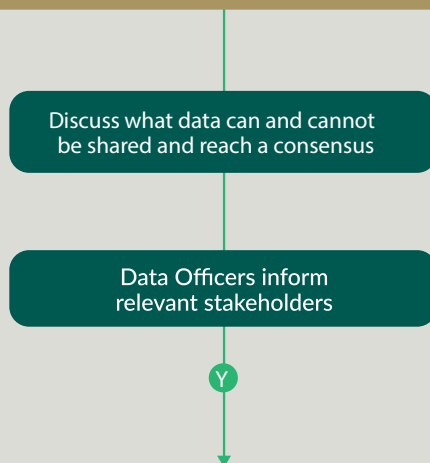 Discuss what data can and cannot
be shared and reach a consensus
Data Officers inform
relevant stakeholders
Y